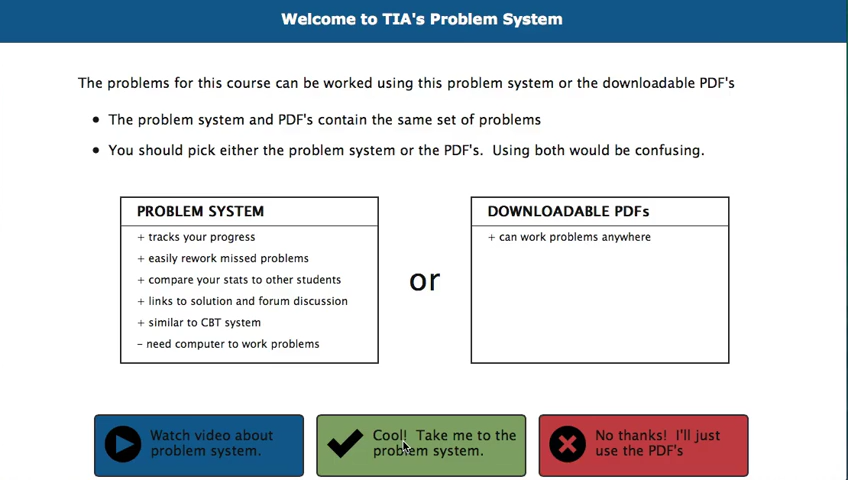 Welcome to TIA's Problem System
The problems for this course can be worked using this problem system or the downloadable PDF's
• The problem system and PDF's contain the same set of problems
• You should pick either the problem system or the PDF's. Using both would be confusing.
PROBLEM SYSTEM
+ tracks your progress
+ easily rework missed problems
+ compare your stats to other students
+ links to solution and forum discussion
+ similar to CBT system
– need computer to work problems
or
DOWNLOADABLE PDFs
+ can work problems anywhere
Watch video about
problem system.
Cool! Take me to the
problem system.
No thanks! I'll just
use the PDF's